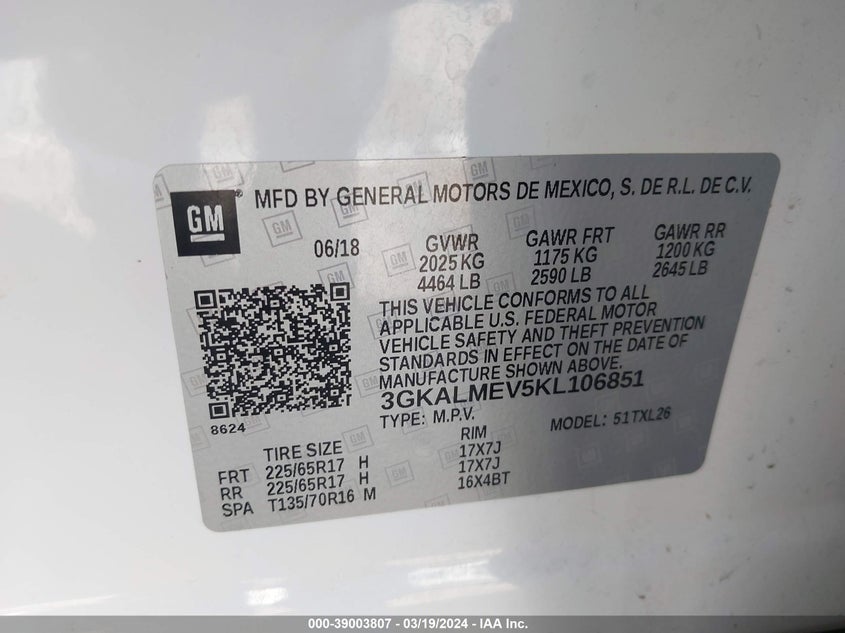 GM
MFD BY GENERAL MOTORS DE MEXICO, S. DE R.L. DE C.V.
06/18
GVWR
2025 KG
4464 LB
GAWR FRT
1175 KG
2590 LB
GAWR RR
1200 KG
2645 LB
THIS VEHICLE CONFORMS TO ALL
APPLICABLE U.S. FEDERAL MOTOR
VEHICLE SAFETY AND THEFT PREVENTION
STANDARDS IN EFFECT ON THE DATE OF
MANUFACTURE SHOWN ABOVE.
3GKALMEV5KL106851
TYPE: M.P.V.
MODEL: 51TXL26
8624
TIRE SIZE RIM
FRT 225/65R17 H 17X7J
RR 225/65R17 H 17X7J
SPA T135/70R16 M 16X4BT
000-39003807 - 03/19/2024 - IAA Inc.